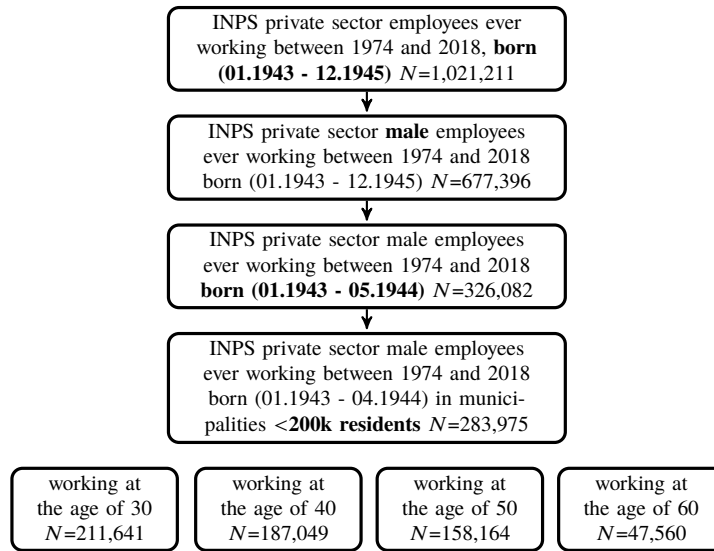 INPS private sector employees ever
working between 1974 and 2018, born
(01.1943 - 12.1945) N=1,021,211
INPS private sector male employees
ever working between 1974 and 2018
born (01.1943 - 12.1945) N=677,396
INPS private sector male employees
ever working between 1974 and 2018
born (01.1943 - 05.1944) N=326,082
INPS private sector male employees
ever working between 1974 and 2018
born (01.1943 - 04.1944) in munici-
palities <200k residents N=283,975
working at
the age of 30
N=211,641
working at
the age of 40
N=187,049
working at
the age of 50
N=158,164
working at
the age of 60
N=47,560